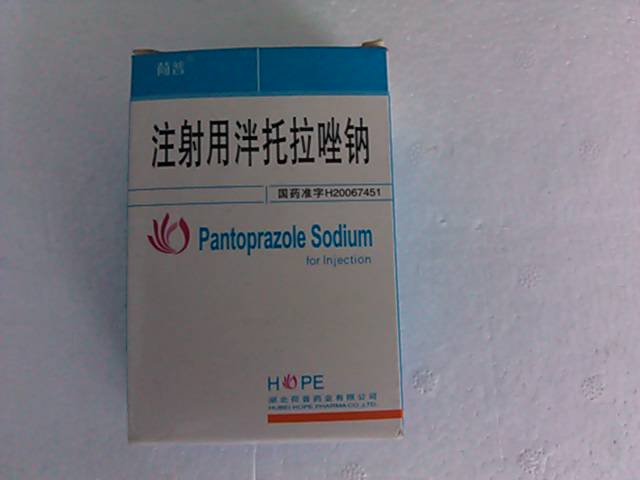 荷普®
注射用泮托拉唑钠
国药准字H20067451
Pantoprazole Sodium
for Injection
HOPE
湖北荷普药业有限公司
HUBEI HOPE PHARMA CO.,LTD.